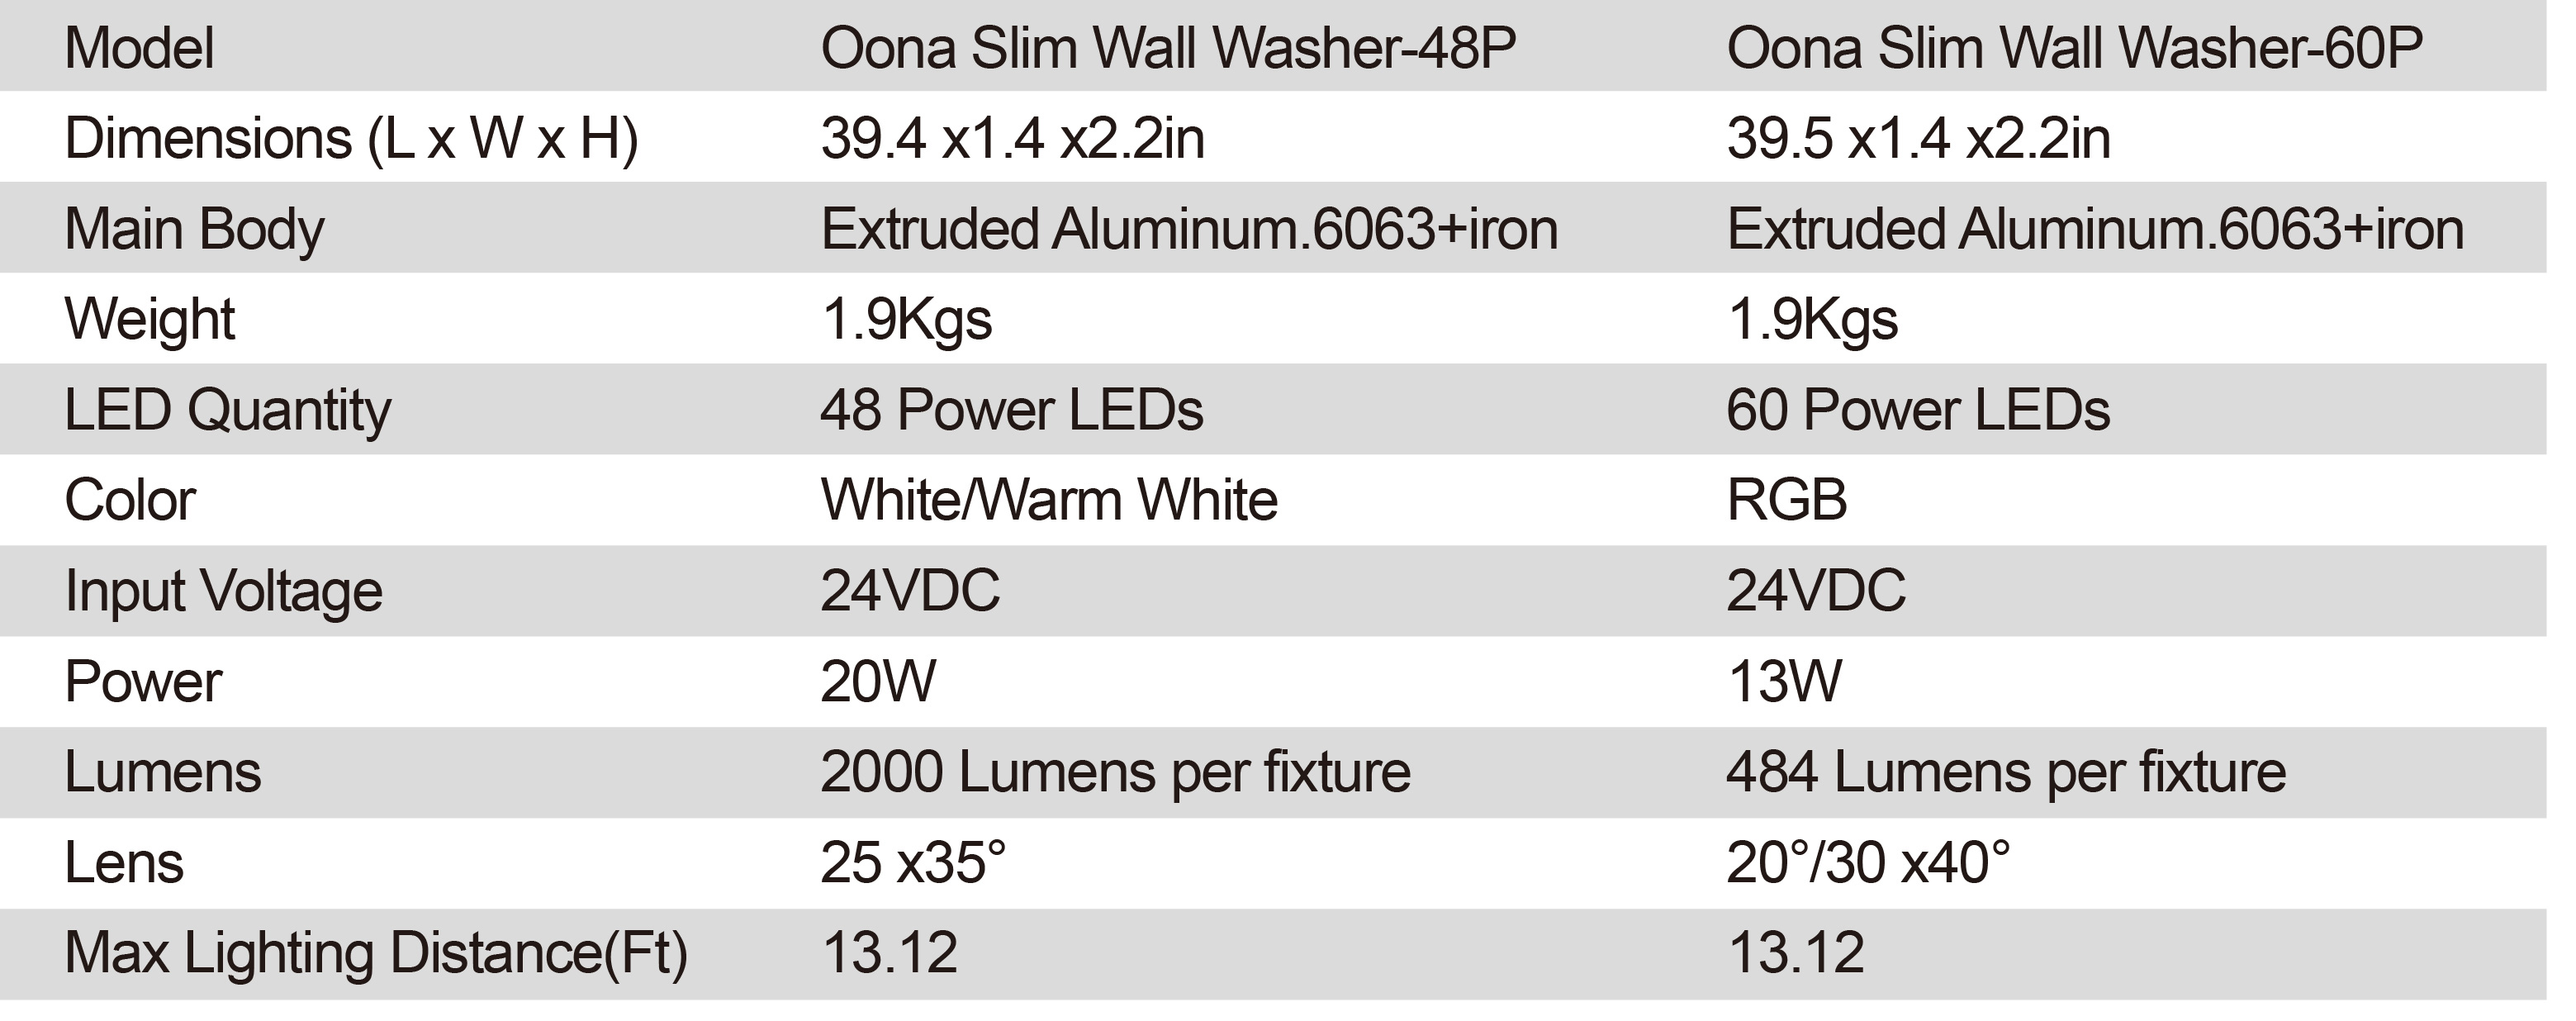 Model Oona Slim Wall Washer-48P Oona Slim Wall Washer-60P
Dimensions (L x W x H) 39.4 x1.4 x2.2in 39.5 x1.4 x2.2in
Main Body Extruded Aluminum.6063+iron Extruded Aluminum.6063+iron
Weight 1.9Kgs 1.9Kgs
LED Quantity 48 Power LEDs 60 Power LEDs
Color White/Warm White RGB
Input Voltage 24VDC 24VDC
Power 20W 13W
Lumens 2000 Lumens per fixture 484 Lumens per fixture
Lens 25 x35° 20°/30 x40°
Max Lighting Distance(Ft) 13.12 13.12